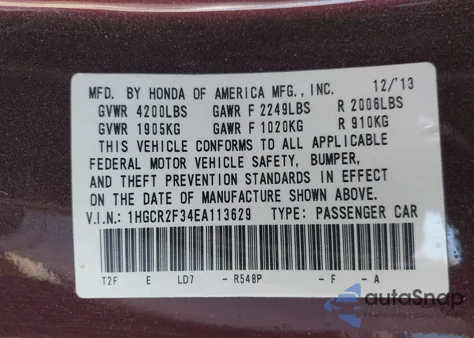 MFD. BY HONDA OF AMERICA MFG., INC. 12/'13
GVWR 4200LBS GAWR F 2249LBS R 2006LBS
GVWR 1905KG GAWR F 1020KG R 910KG
THIS VEHICLE CONFORMS TO ALL APPLICABLE
FEDERAL MOTOR VEHICLE SAFETY, BUMPER,
AND THEFT PREVENTION STANDARDS IN EFFECT
ON THE DATE OF MANUFACTURE SHOWN ABOVE.
V.I.N.: 1HGCR2F34EA113629 TYPE: PASSENGER CAR
T2F E LD7 - R548P - F - A
autoSnap